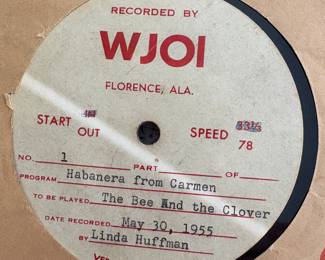 RECORDED BY
WJOI
FLORENCE, ALA.
START OUT
SPEED 78
NO. 1 PART OF
PROGRAM Habanera from Carmen
TO BE PLAYED The Bee And the Clover
DATE RECORDED May 30, 1955
BY Linda Huffman